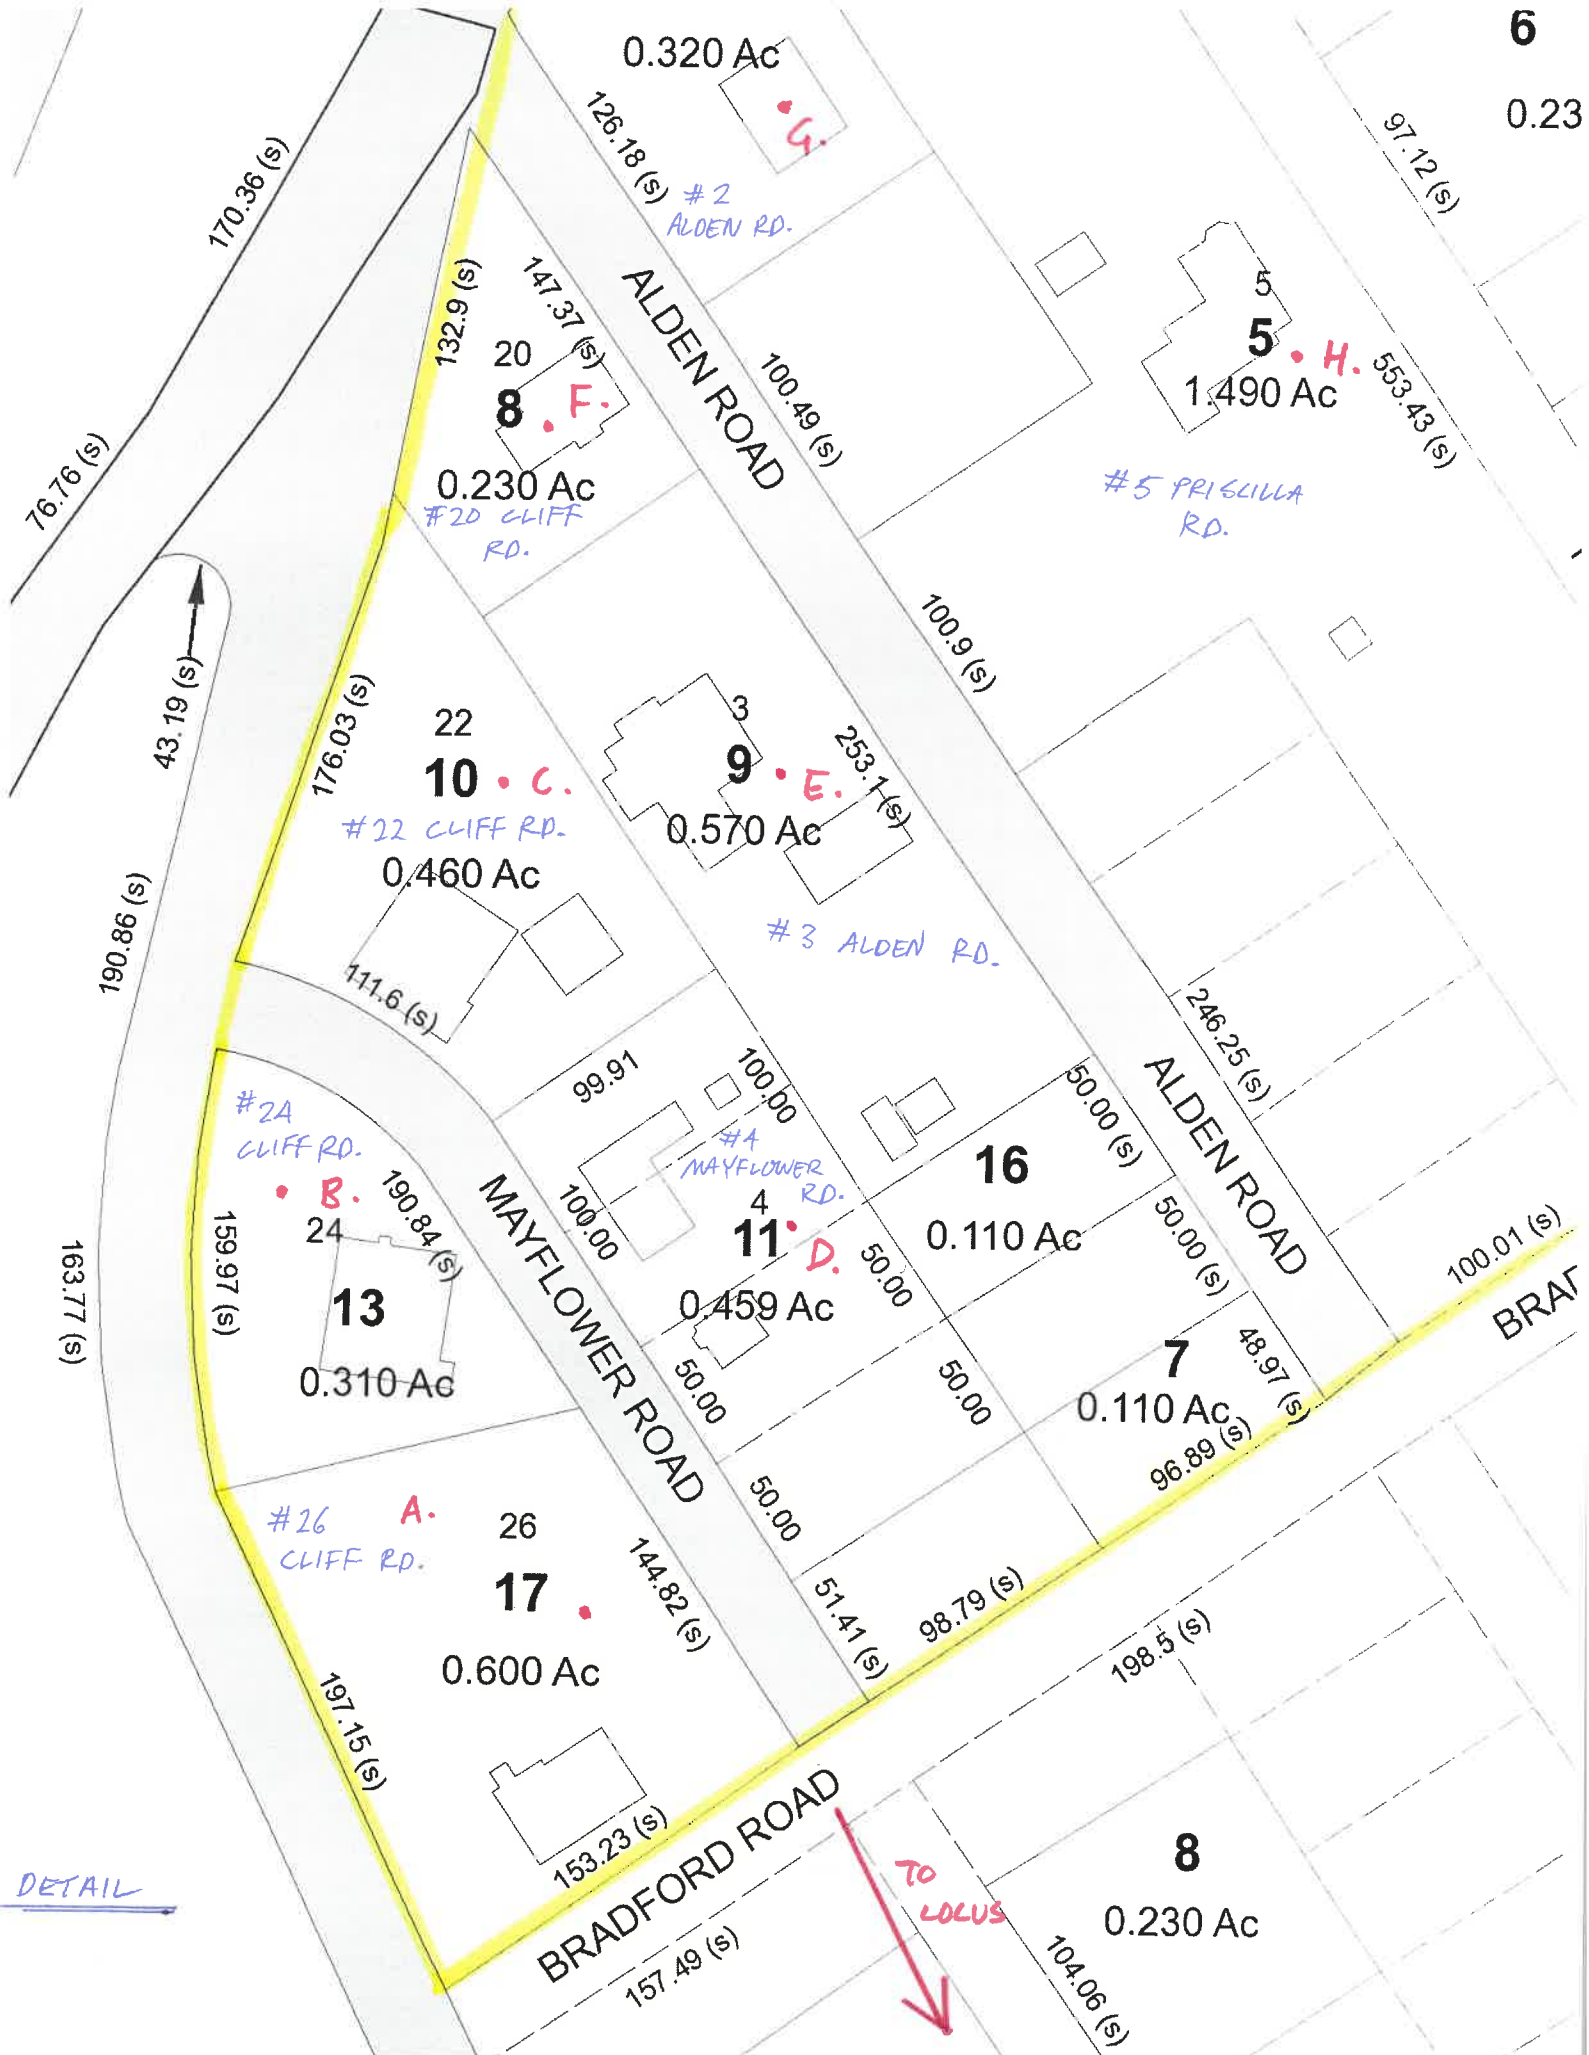 0.320 Ac
6
0.23
G.
126.18 (s)
97.12 (s)
170.36 (s)
#2
ALDEN RD.
132.9 (s)
147.37 (s)
ALDEN ROAD
5
5
H.
1.490 Ac
553.43 (s)
20
8
F.
0.230 Ac
#20 CLIFF
RD.
100.49 (s)
76.76 (s)
#5 PRISCILLA
RD.
43.19 (s)
176.03 (s)
100.9 (s)
22
10
C.
#22 CLIFF RD.
0.460 Ac
3
9
E.
253.1 (s)
0.570 Ac
#3 ALDEN RD.
190.86 (s)
111.6 (s)
99.91
100.00
246.25 (s)
ALDEN ROAD
50.00 (s)
#24
CLIFF RD.
B.
24
190.84 (s)
13
0.310 Ac
159.97 (s)
163.77 (s)
MAYFLOWER ROAD
100.00
#4
MAYFLOWER
RD.
4
11
D.
0.459 Ac
50.00
16
0.110 Ac
50.00 (s)
100.01 (s)
BRAD
50.00
50.00
7
0.110 Ac
48.97 (s)
96.89 (s)
#26
CLIFF RD.
A.
26
17
0.600 Ac
144.82 (s)
50.00
51.41 (s)
98.79 (s)
198.5 (s)
197.15 (s)
153.23 (s)
BRADFORD ROAD
157.49 (s)
TO
LOCUS
8
0.230 Ac
104.06 (s)
DETAIL